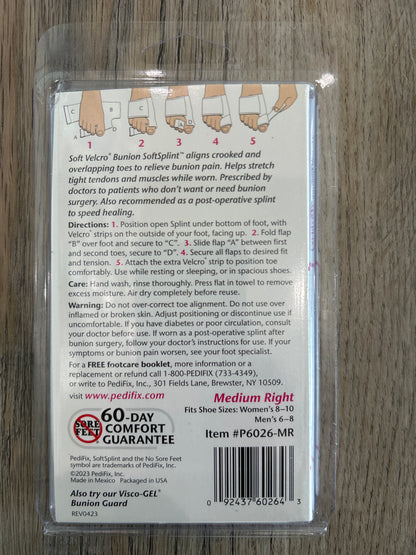 C
B
A
C
A
D
1 2 3 4 5
Soft Velcro® Bunion SoftSplint™ aligns crooked and
overlapping toes to relieve bunion pain. Helps stretch
tight tendons and muscles while worn. Prescribed by
doctors to patients who don't want or need bunion
surgery. Also recommended as a post-operative splint
to speed healing.
Directions: 1. Position open Splint under bottom of foot, with
Velcro® strips on the outside of your foot, facing up. 2. Fold flap
"B" over foot and secure to "C". 3. Slide flap "A" between first
and second toes, secure to "D". 4. Secure all flaps to desired fit
and tension. 5. Attach the extra Velcro® strip to position toe
comfortably. Use while resting or sleeping, or in spacious shoes.
Care: Hand wash, rinse thoroughly. Press flat in towel to remove
excess moisture. Air dry completely before reuse.
Warning: Do not over-correct toe alignment. Do not use over
inflamed or broken skin. Adjust positioning or discontinue use if
uncomfortable. If you have diabetes or poor circulation, consult
your doctor before use. If worn as a post-operative splint after
bunion surgery, follow your doctor's instructions for use. If your
symptoms or bunion pain worsen, see your foot specialist.
For a FREE footcare booklet, more information or a
replacement or refund call 1-800-PEDIFIX (733-4349),
or write to PediFix, Inc., 301 Fields Lane, Brewster, NY 10509.
visit www.pedifix.com
Medium Right
Fits Shoe Sizes: Women's 8–10
Men's 6–8
Item #P6026-MR
SORE
FEET
60-DAY
COMFORT
GUARANTEE
PediFix, SoftSplint and the No Sore Feet
symbol are trademarks of PediFix, Inc.
©2023 PediFix, Inc.
Made in Mexico Packaged in USA
Also try our Visco-GEL®
Bunion Guard
REV0423
0 92437 60264 3